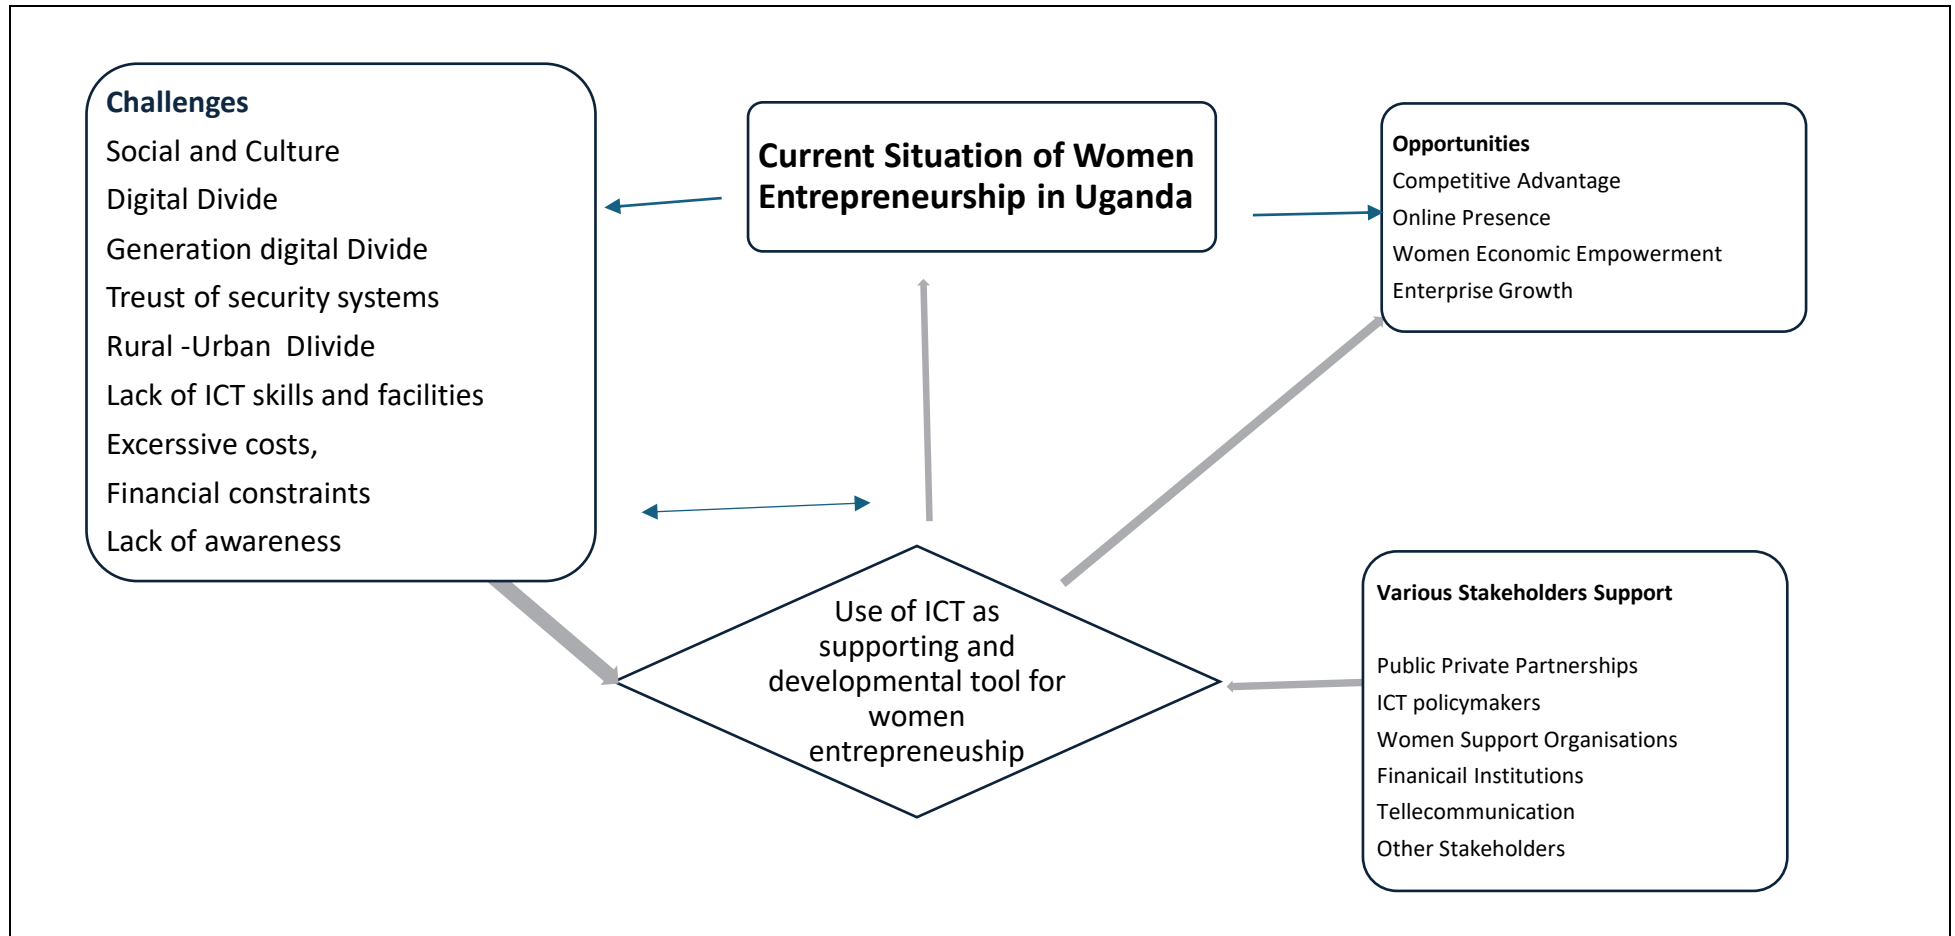 Challenges
Social and Culture
Digital Divide
Generation digital Divide
Treust of security systems
Rural -Urban  DIivide
Lack of ICT skills and facilities
Excerssive costs,
Financial constraints
Lack of awareness
Current Situation of Women
Entrepreneurship in Uganda
Opportunities
Competitive Advantage
Online Presence
Women Economic Empowerment
Enterprise Growth
Use of ICT as
supporting and
developmental tool for
women
entrepreneuship
Various Stakeholders Support
Public Private Partnerships
ICT policymakers
Women Support Organisations
Finanicail Institutions
Tellecommunication
Other Stakeholders